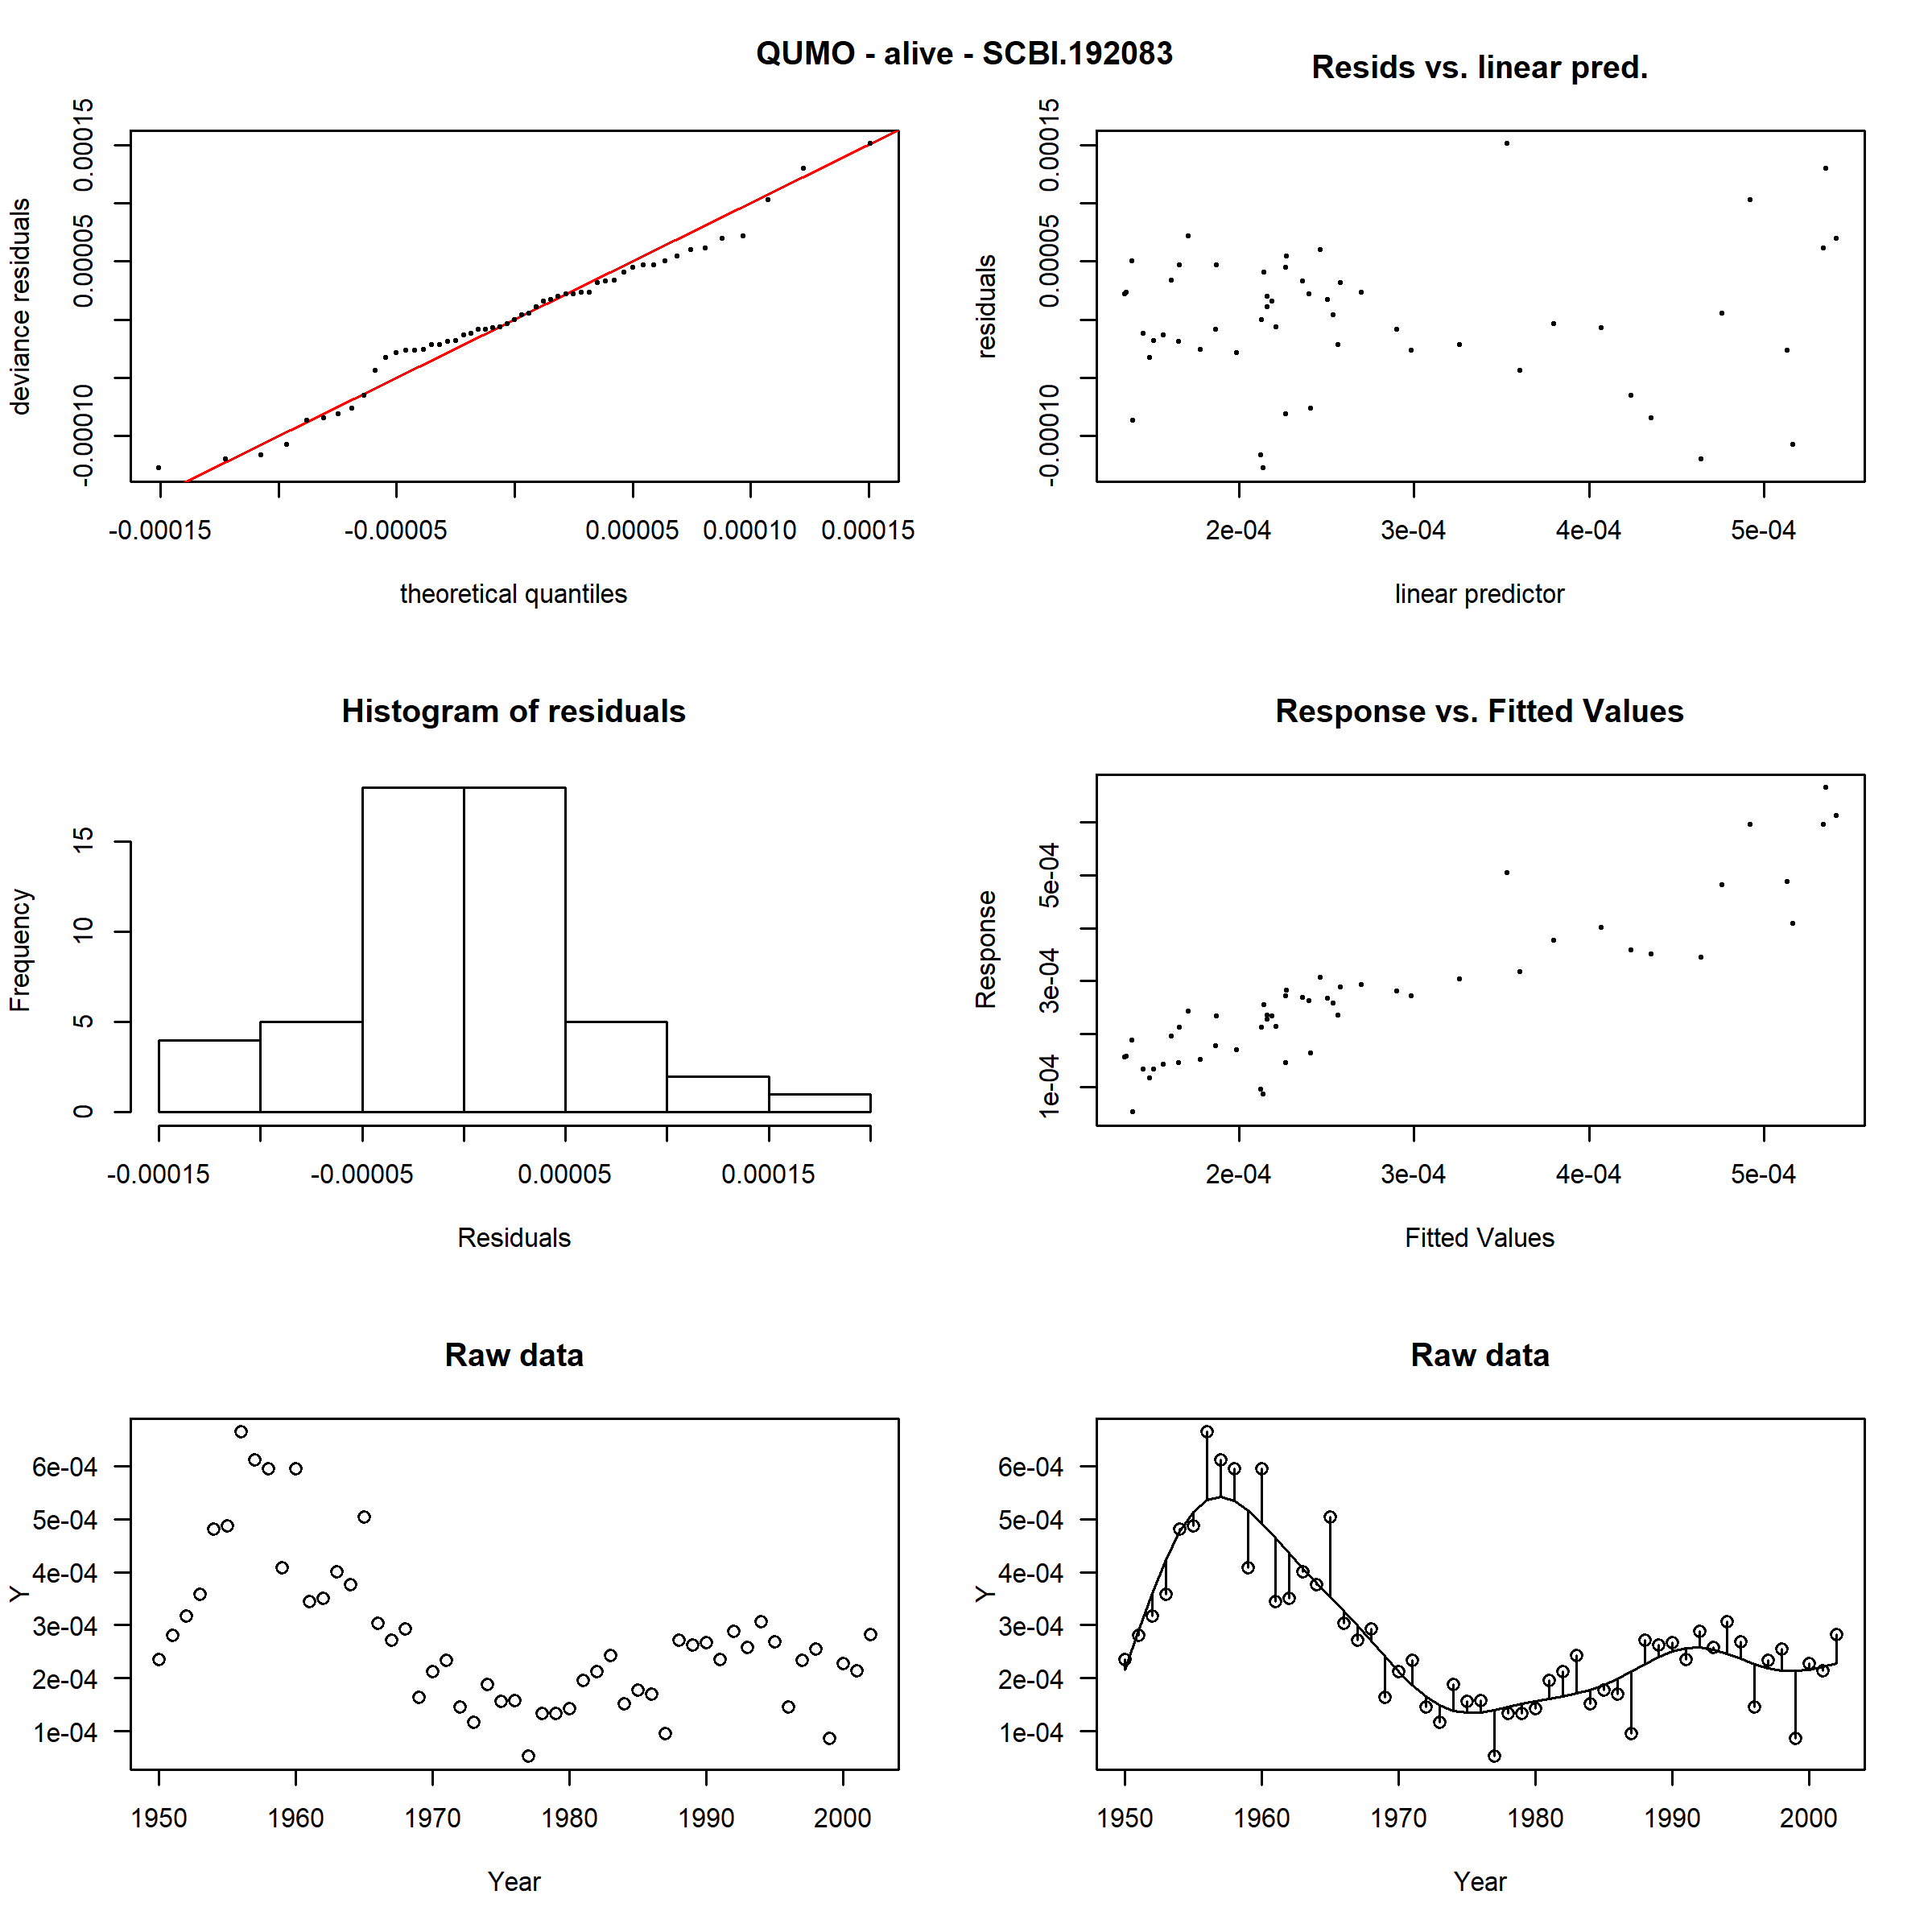 QUMO - alive - SCBI.192083
Resids vs. linear pred.
deviance residuals
-0.00010 0.00005 0.00015
-0.00015 -0.00005 0.00005 0.00010 0.00015
theoretical quantiles
residuals
-0.00010 0.00005 0.00015
2e-04 3e-04 4e-04 5e-04
linear predictor
Histogram of residuals
Frequency
0 5 10 15
-0.00015 -0.00005 0.00005 0.00015
Residuals
Response vs. Fitted Values
Response
1e-04 3e-04 5e-04
2e-04 3e-04 4e-04 5e-04
Fitted Values
Raw data
Y
6e-04
5e-04
4e-04
3e-04
2e-04
1e-04
1950 1960 1970 1980 1990 2000
Year
Raw data
Y
6e-04
5e-04
4e-04
3e-04
2e-04
1e-04
1950 1960 1970 1980 1990 2000
Year